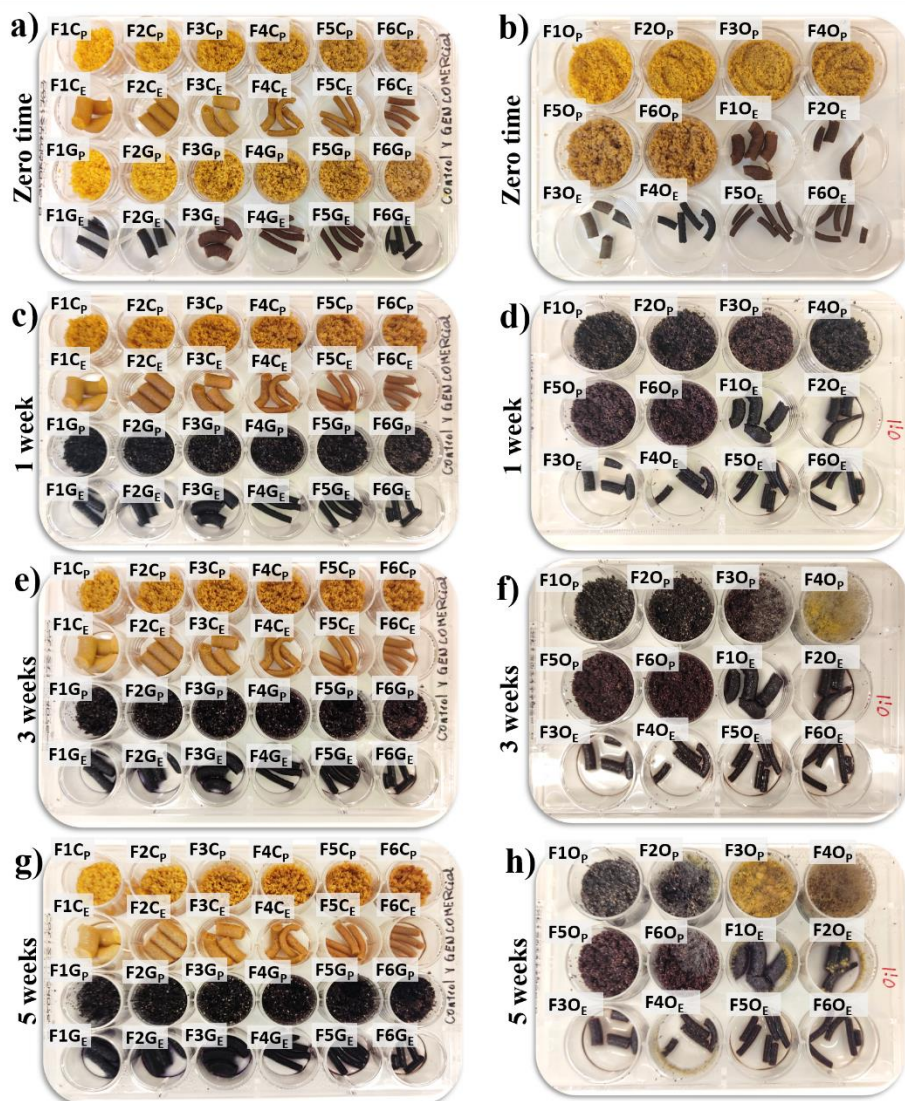 a)
Zero time
F1CP F2CP F3CP F4CP F5CP F6CP
F1CE F2CE F3CE F4CE F5CE F6CE
F1GP F2GP F3GP F4GP F5GP F6GP
F1GE F2GE F3GE F4GE F5GE F6GE
Control Y GEN COMERCIAL
b)
Zero time
F1OP F2OP F3OP F4OP
F5OP F6OP F1OE F2OE
F3OE F4OE F5OE F6OE
c)
1 week
F1CP F2CP F3CP F4CP F5CP F6CP
F1CE F2CE F3CE F4CE F5CE F6CE
F1GP F2GP F3GP F4GP F5GP F6GP
F1GE F2GE F3GE F4GE F5GE F6GE
Control Y GEN COMERCIAL
d)
1 week
F1OP F2OP F3OP F4OP
F5OP F6OP F1OE F2OE
F3OE F4OE F5OE F6OE
Oil
e)
3 weeks
F1CP F2CP F3CP F4CP F5CP F6CP
F1CE F2CE F3CE F4CE F5CE F6CE
F1GP F2GP F3GP F4GP F5GP F6GP
F1GE F2GE F3GE F4GE F5GE F6GE
Control Y GEN COMERCIAL
f)
3 weeks
F1OP F2OP F3OP F4OP
F5OP F6OP F1OE F2OE
F3OE F4OE F5OE F6OE
Oil
g)
5 weeks
F1CP F2CP F3CP F4CP F5CP F6CP
F1CE F2CE F3CE F4CE F5CE F6CE
F1GP F2GP F3GP F4GP F5GP F6GP
F1GE F2GE F3GE F4GE F5GE F6GE
Control Y GEN COMERCIAL
h)
5 weeks
F1OP F2OP F3OP F4OP
F5OP F6OP F1OE F2OE
F3OE F4OE F5OE F6OE
Oil